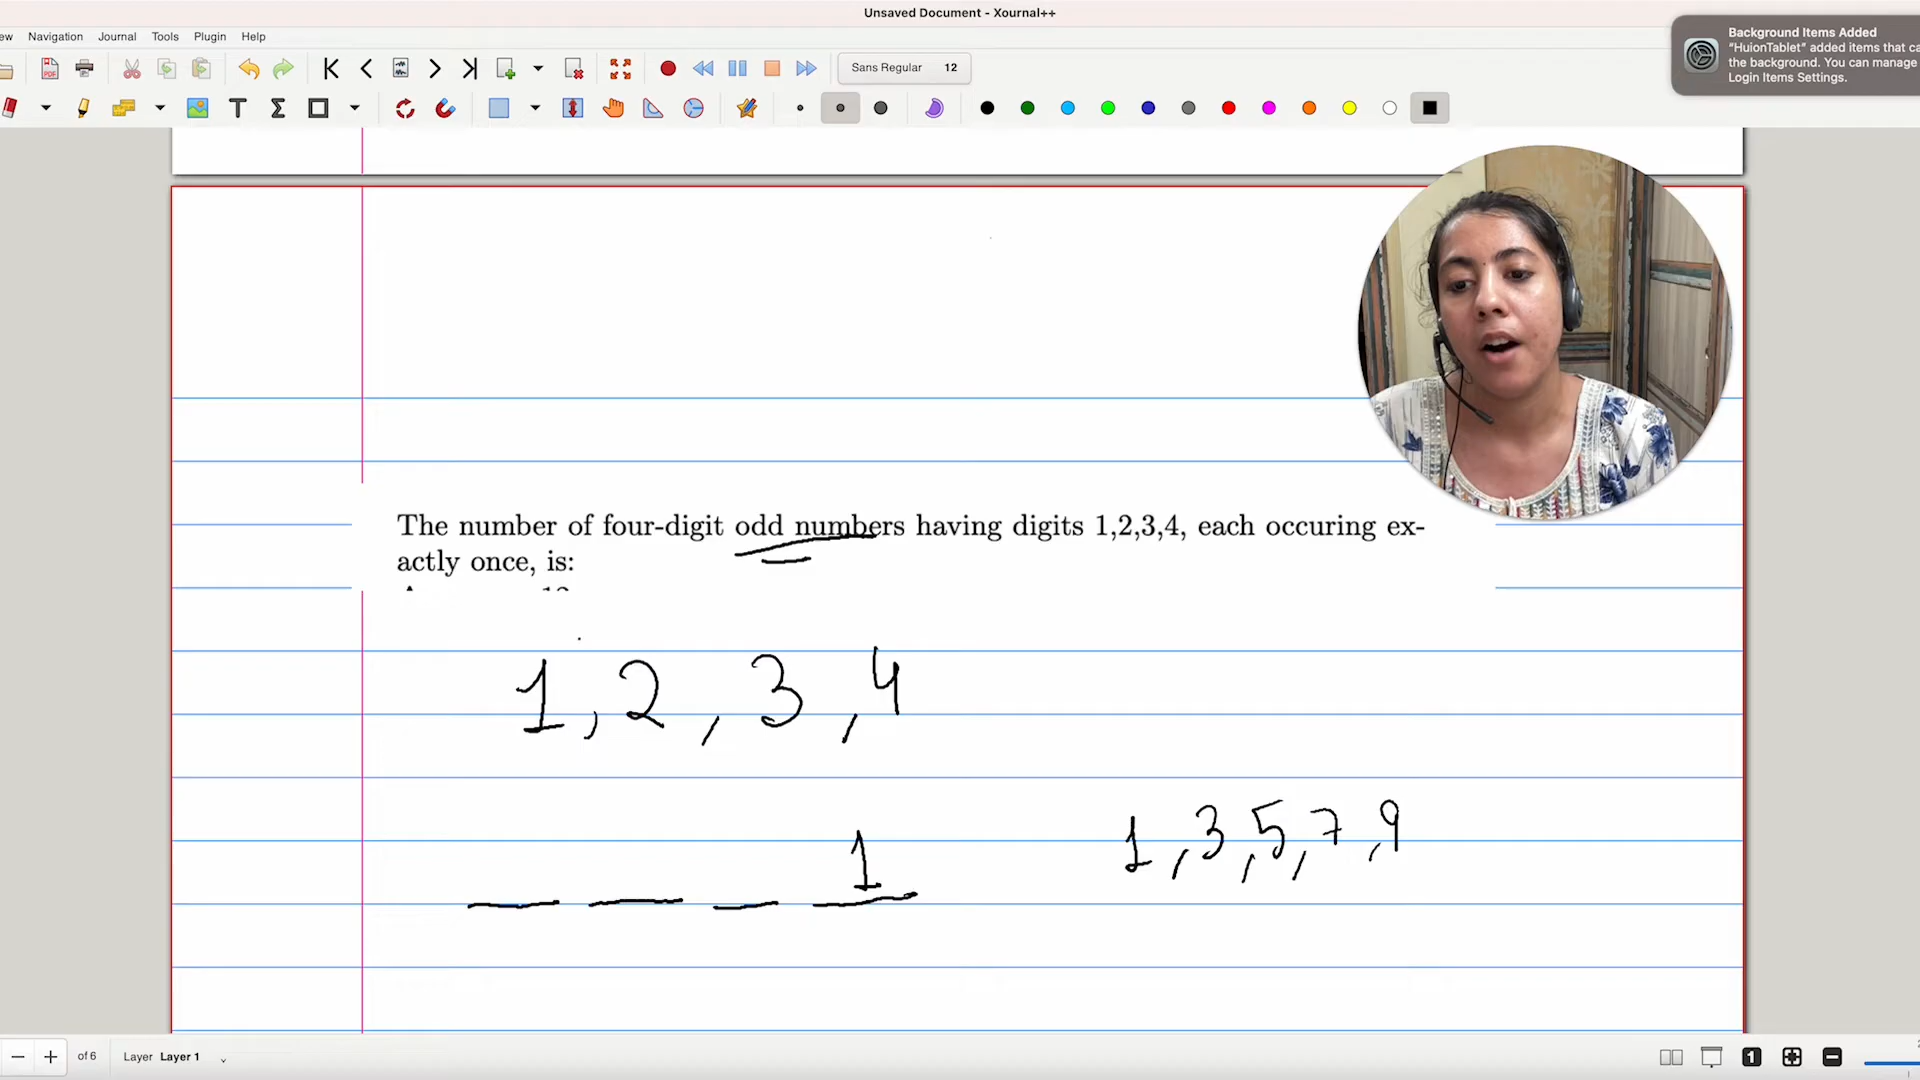 Unsaved Document - Xournal++
ew Navigation Journal Tools Plugin Help
Background Items Added
"HuionTablet" added items that ca
the background. You can manage
Login Items Settings.
Sans Regular 12
The number of four-digit odd numbers having digits 1,2,3,4, each occuring ex-
actly once, is:
1, 2, 3, 4
1
1, 3, 5, 7, 9
of 6 Layer Layer 1